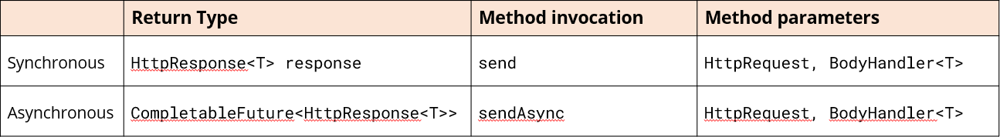 Return Type Method invocation Method parameters
Synchronous HttpResponse<T> response send HttpRequest, BodyHandler<T>
Asynchronous CompletableFuture<HttpResponse<T>> sendAsync HttpRequest, BodyHandler<T>